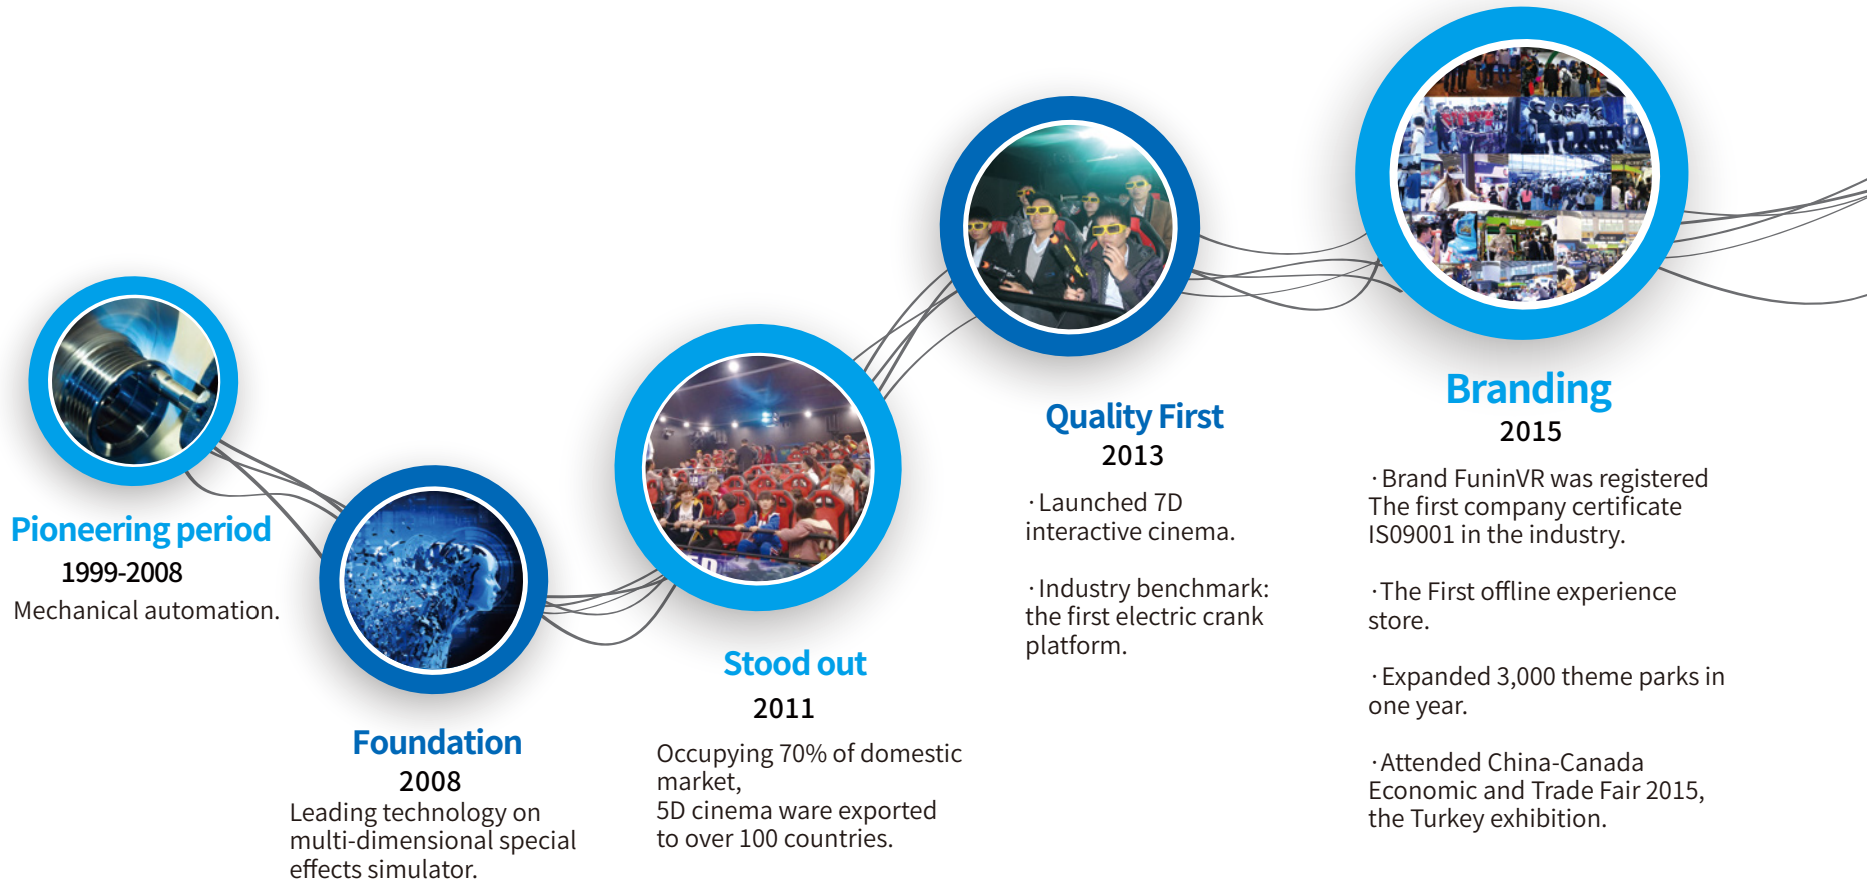 Pioneering period
1999-2008
Mechanical automation.
Foundation
2008
Leading technology on
multi-dimensional special
effects simulator.
Stood out
2011
Occupying 70% of domestic
market,
5D cinema ware exported
to over 100 countries.
Quality First
2013
·Launched 7D
interactive cinema.
·Industry benchmark:
the first electric crank
platform.
Branding
2015
·Brand FuninVR was registered
The first company certificate
IS09001 in the industry.
·The First offline experience
store.
·Expanded 3,000 theme parks in
one year.
·Attended China-Canada
Economic and Trade Fair 2015,
the Turkey exhibition.